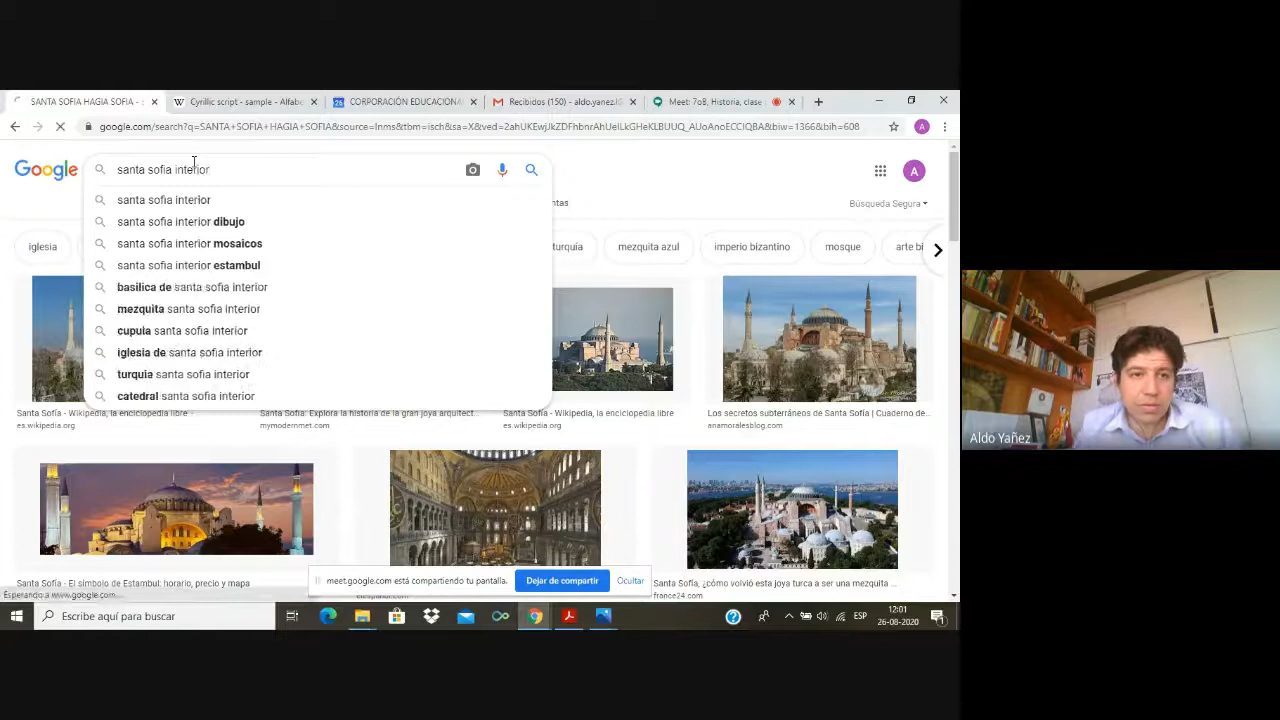 SANTA SOFIA HAGIA SOFIA - s
Cyrillic script - sample - Alfabe
CORPORACIÓN EDUCACIONAL
Recibidos (150) - aldo.yanez.
Meet: 7oB, Historia, clase
google.com/search?q=SANTA+SOFIA+HAGIA+SOFIA&source=lnms&tbm=isch&sa=X&ved=
&biw=1366&bih=608
A
Google
santa sofia interior
A
santa sofia interior
santa sofia interior dibujo
santa sofia interior mosaicos
santa sofia interior estambul
basilica de santa sofia interior
mezquita santa sofia interior
cupula santa sofia interior
iglesia de santa sofia interior
turquia santa sofia interior
catedral santa sofia interior
ntas
Búsqueda Segura
iglesia
turquía
mezquita azul
imperio bizantino
mosque
arte bi
Santa Sofía - Wikipedia, la enciclopedia libre -
es.wikipedia.org
Santa Sofía: Explora la historia de la gran joya arquitect...
mymodernmet.com
Santa Sofía - Wikipedia, la enciclopedia libre
es.wikipedia.org
Los secretos subterráneos de Santa Sofía | Cuaderno de...
anamoralesblog.com
Santa Sofía - El símbolo de Estambul: horario, precio y mapa
Santa Sofía, ¿cómo volvió esta joya turca a ser una mezquita ...
france24.com
Esperando a www.google.com...
meet.google.com está compartiendo tu pantalla.
Dejar de compartir
Ocultar
Escribe aquí para buscar
ESP
12:01
26-08-2020
Aldo Yañez